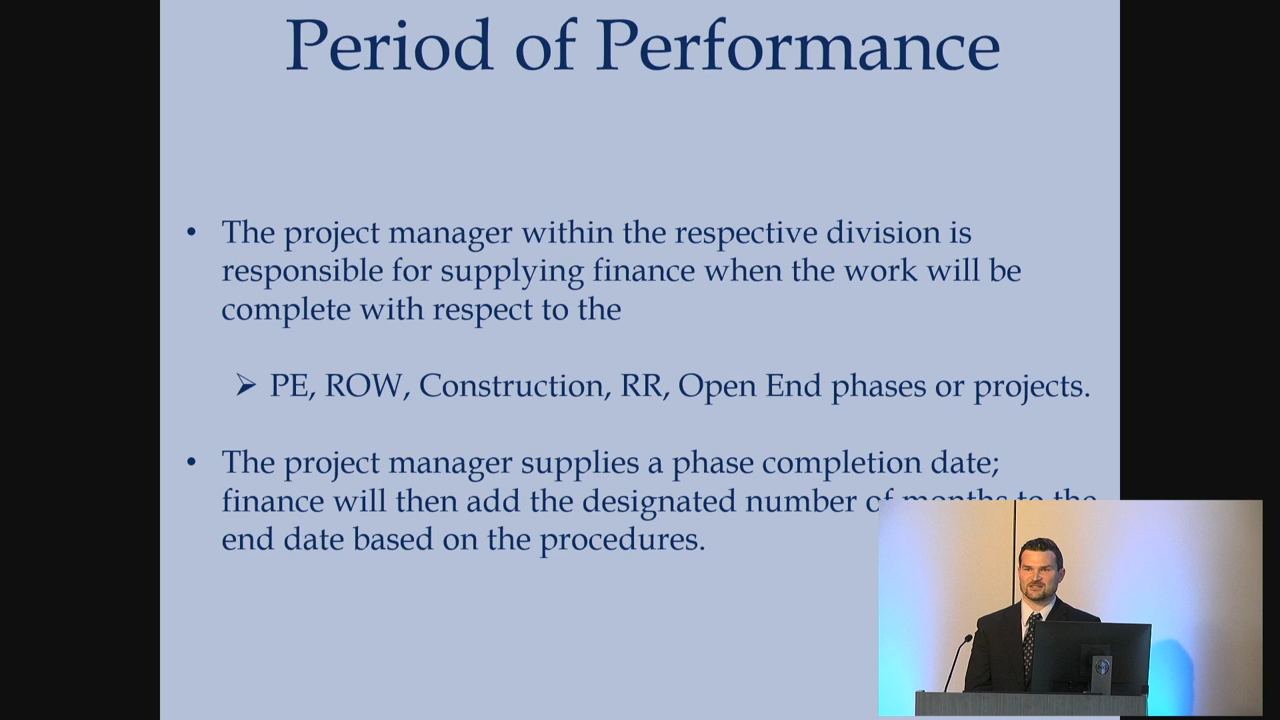 Period of Performance
• The project manager within the respective division is
responsible for supplying finance when the work will be
complete with respect to the
➢ PE, ROW, Construction, RR, Open End phases or projects.
• The project manager supplies a phase completion date;
finance will then add the designated number of months to the
end date based on the procedures.